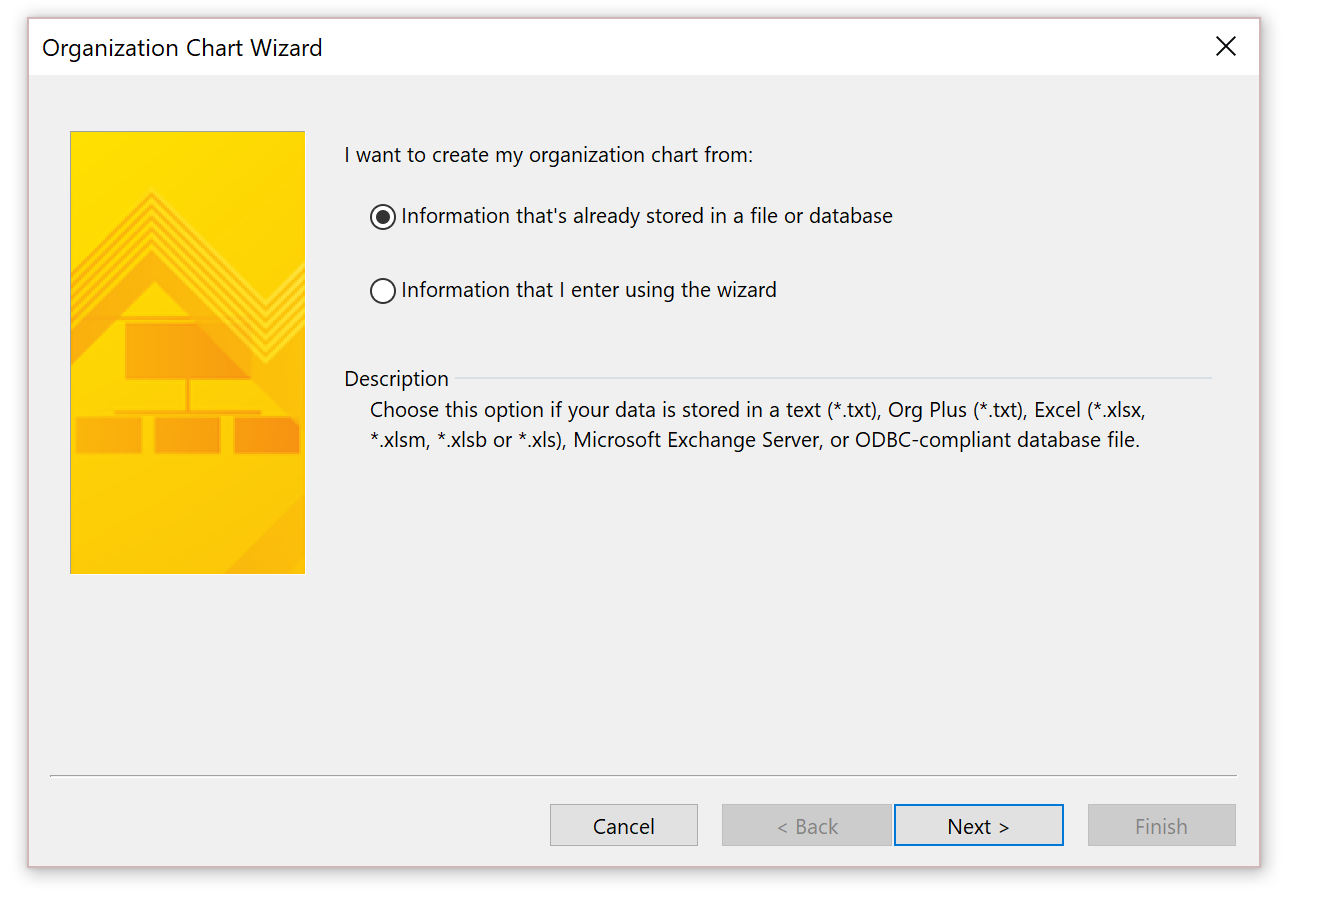 Organization Chart Wizard
I want to create my organization chart from:
Information that's already stored in a file or database
Information that I enter using the wizard
Description
Choose this option if your data is stored in a text (*.txt), Org Plus (*.txt), Excel (*.xlsx,
*.xlsm, *.xlsb or *.xls), Microsoft Exchange Server, or ODBC-compliant database file.
Cancel
< Back
Next >
Finish